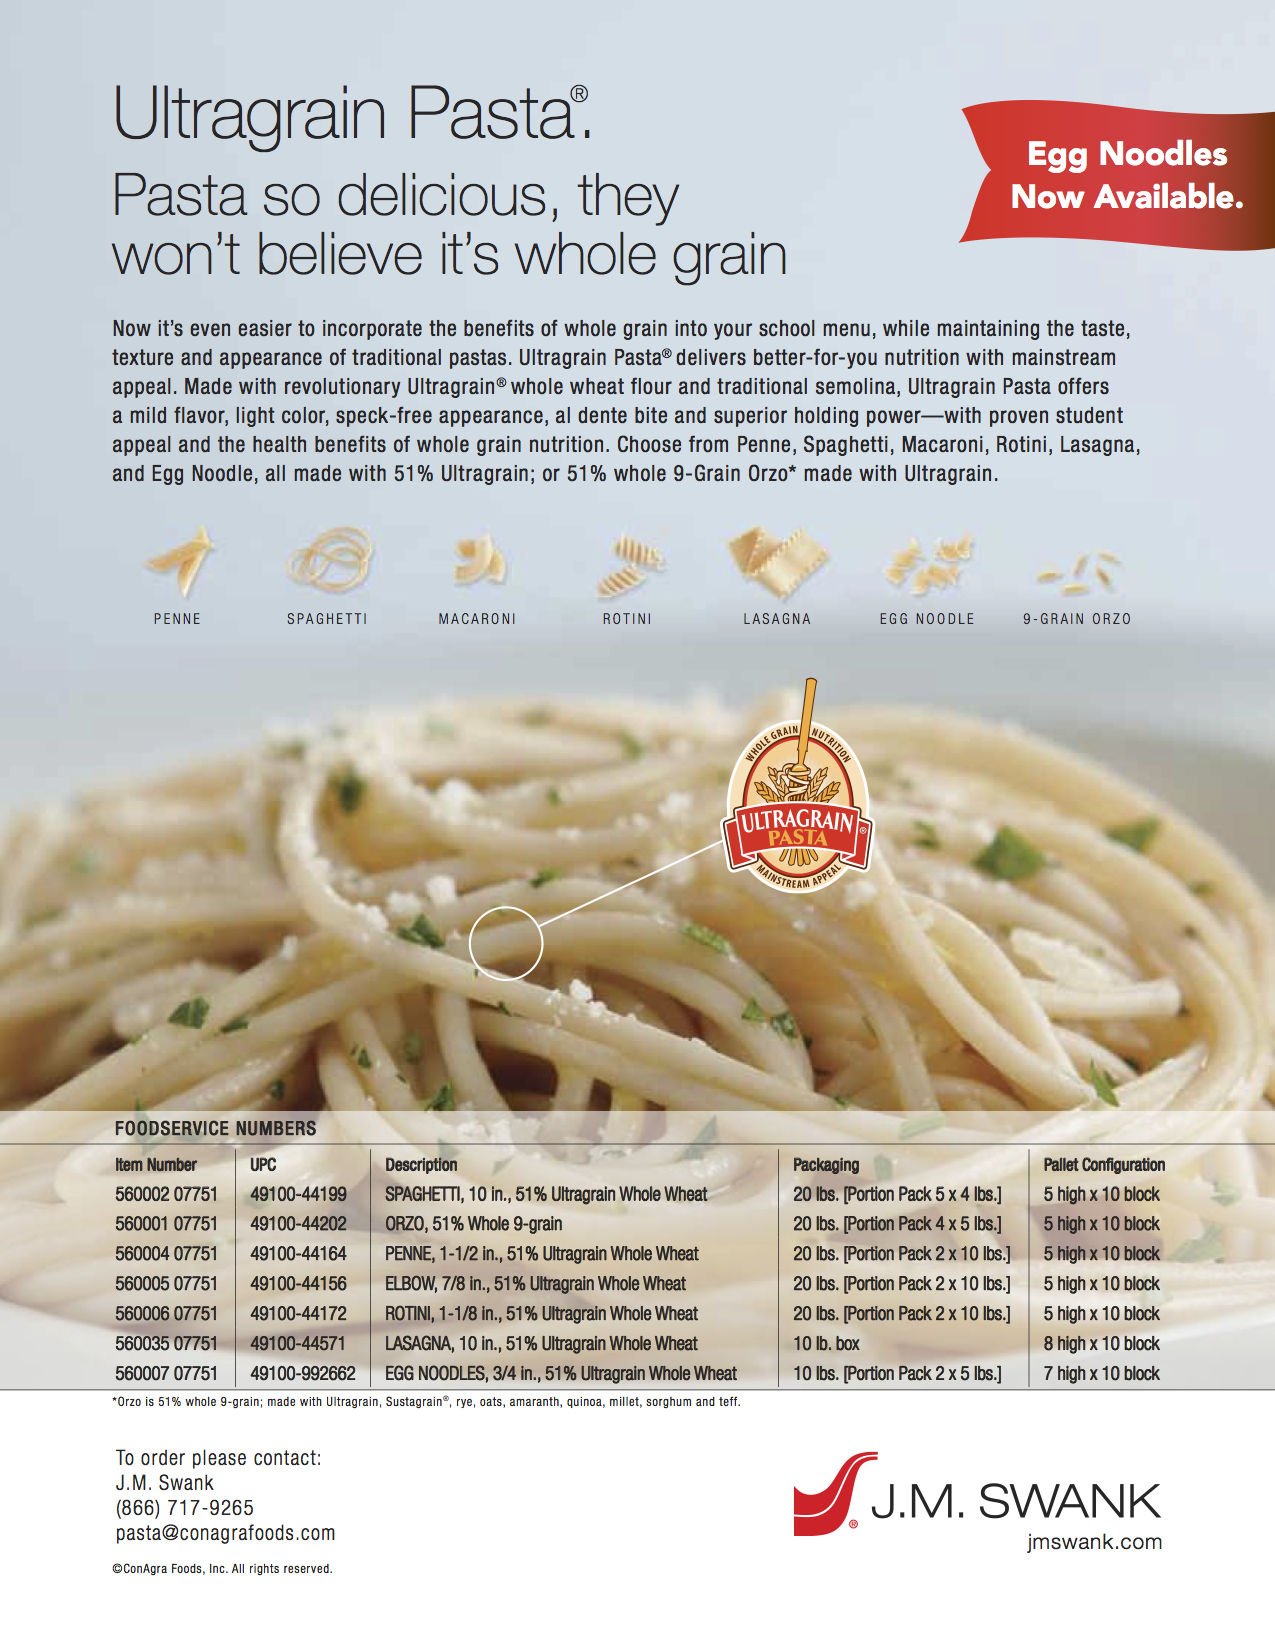 Ultragrain Pasta®.
Pasta so delicious, they
won't believe it's whole grain
Egg Noodles
Now Available.
Now it's even easier to incorporate the benefits of whole grain into your school menu, while maintaining the taste,
texture and appearance of traditional pastas. Ultragrain Pasta® delivers better-for-you nutrition with mainstream
appeal. Made with revolutionary Ultragrain® whole wheat flour and traditional semolina, Ultragrain Pasta offers
a mild flavor, light color, speck-free appearance, al dente bite and superior holding power—with proven student
appeal and the health benefits of whole grain nutrition. Choose from Penne, Spaghetti, Macaroni, Rotini, Lasagna,
and Egg Noodle, all made with 51% Ultragrain; or 51% whole 9-Grain Orzo* made with Ultragrain.
PENNE SPAGHETTI MACARONI ROTINI LASAGNA EGG NOODLE 9-GRAIN ORZO
WHOLE GRAIN NUTRITION
ULTRAGRAIN
PASTA ®
MAINSTREAM APPEAL
FOODSERVICE NUMBERS
Item Number UPC Description Packaging Pallet Configuration
560002 07751 49100-44199 SPAGHETTI, 10 in., 51% Ultragrain Whole Wheat 20 lbs. [Portion Pack 5 x 4 lbs.] 5 high x 10 block
560001 07751 49100-44202 ORZO, 51% Whole 9-grain 20 lbs. [Portion Pack 4 x 5 lbs.] 5 high x 10 block
560004 07751 49100-44164 PENNE, 1-1/2 in., 51% Ultragrain Whole Wheat 20 lbs. [Portion Pack 2 x 10 lbs.] 5 high x 10 block
560005 07751 49100-44156 ELBOW, 7/8 in., 51% Ultragrain Whole Wheat 20 lbs. [Portion Pack 2 x 10 lbs.] 5 high x 10 block
560006 07751 49100-44172 ROTINI, 1-1/8 in., 51% Ultragrain Whole Wheat 20 lbs. [Portion Pack 2 x 10 lbs.] 5 high x 10 block
560035 07751 49100-44571 LASAGNA, 10 in., 51% Ultragrain Whole Wheat 10 lb. box 8 high x 10 block
560007 07751 49100-992662 EGG NOODLES, 3/4 in., 51% Ultragrain Whole Wheat 10 lbs. [Portion Pack 2 x 5 lbs.] 7 high x 10 block
*Orzo is 51% whole 9-grain; made with Ultragrain, Sustagrain®, rye, oats, amaranth, quinoa, millet, sorghum and teff.
To order please contact:
J.M. Swank
(866) 717-9265
pasta@conagrafoods.com
©ConAgra Foods, Inc. All rights reserved.
® J.M. SWANK
jmswank.com